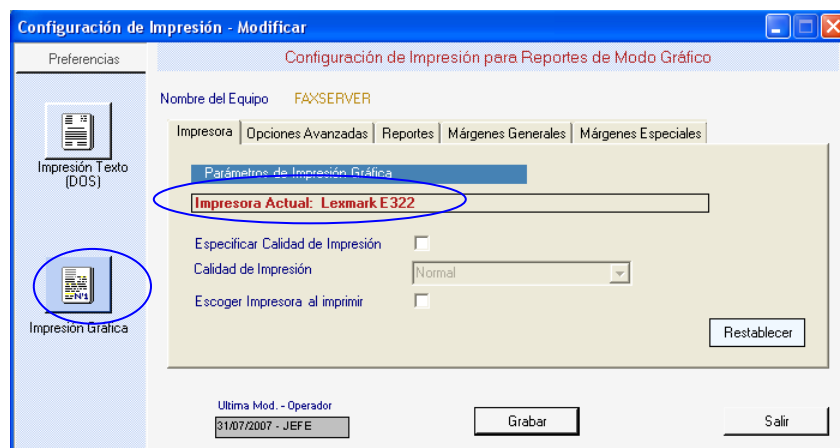 Configuración de Impresión - Modificar
Preferencias
Configuración de Impresión para Reportes de Modo Gráfico
Nombre del Equipo FAXSERVER
Impresora Opciones Avanzadas Reportes Márgenes Generales Márgenes Especiales
Impresión Texto
(DOS)
Parámetros de Impresión Gráfica
Impresora Actual: Lexmark E322
Especificar Calidad de Impresión
Calidad de Impresión Normal
Escoger Impresora al imprimir
Nº1
Impresión Gráfica
Restablecer
Ultima Mod. - Operador
31/07/2007 - JEFE
Grabar
Salir